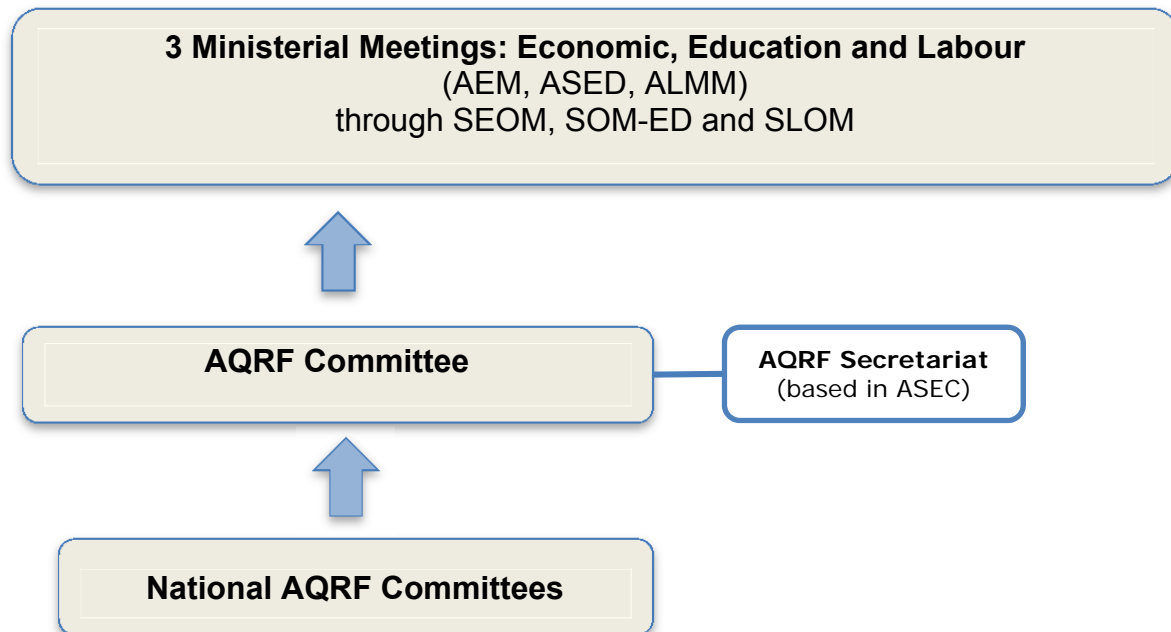 3 Ministerial Meetings: Economic, Education and Labour
(AEM, ASED, ALMM)
through SEOM, SOM-ED and SLOM
AQRF Committee
AQRF Secretariat
(based in ASEC)
National AQRF Committees